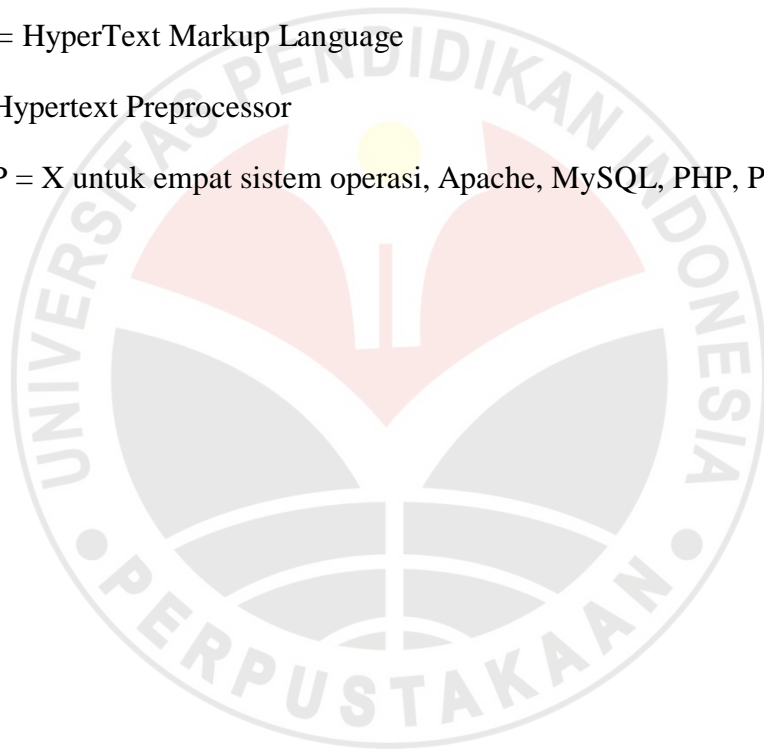 = HyperText Markup Language
Hypertext Preprocessor
P = X untuk empat sistem operasi, Apache, MySQL, PHP, P
UNIVERSITAS PENDIDIKAN INDONESIA
PERPUSTAKAAN